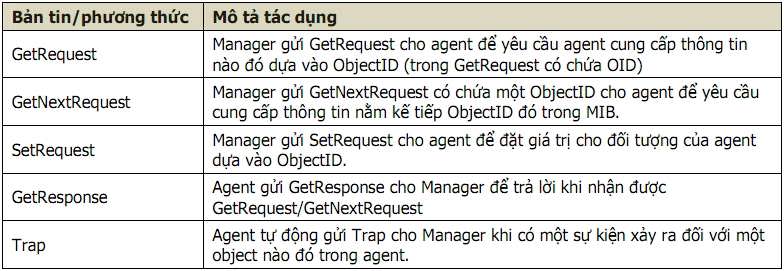 Bản tin/phương thức Mô tả tác dụng
GetRequest
Manager gửi GetRequest cho agent để yêu cầu agent cung cấp thông tin
nào đó dựa vào ObjectID (trong GetRequest có chứa OID)
GetNextRequest
Manager gửi GetNextRequest có chứa một ObjectID cho agent để yêu cầu
cung cấp thông tin nằm kế tiếp ObjectID đó trong MIB.
SetRequest
Manager gửi SetRequest cho agent để đặt giá trị cho đối tượng của agent
dựa vào ObjectID.
GetResponse
Agent gửi GetResponse cho Manager để trả lời khi nhận được
GetRequest/GetNextRequest
Trap
Agent tự động gửi Trap cho Manager khi có một sự kiện xảy ra đối với một
object nào đó trong agent.